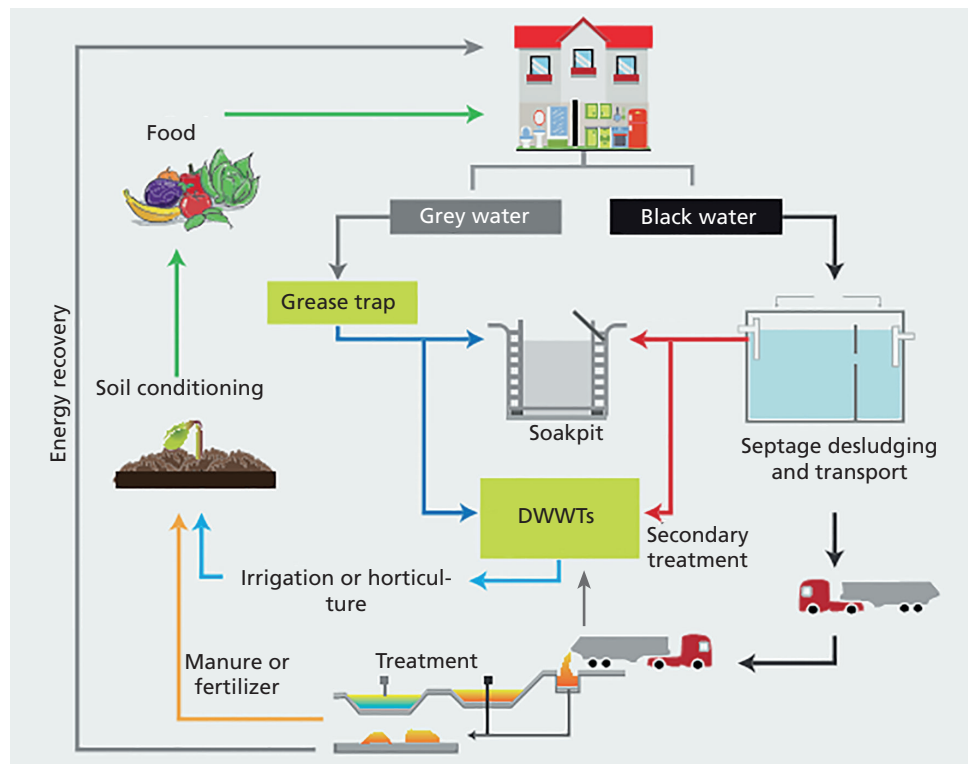 Food
Grey water
Black water
Grease trap
Energy recovery
Soil conditioning
Soakpit
Septage desludging
and transport
DWWTs
Secondary
treatment
Irrigation or horticul-
ture
Manure or
fertilizer
Treatment